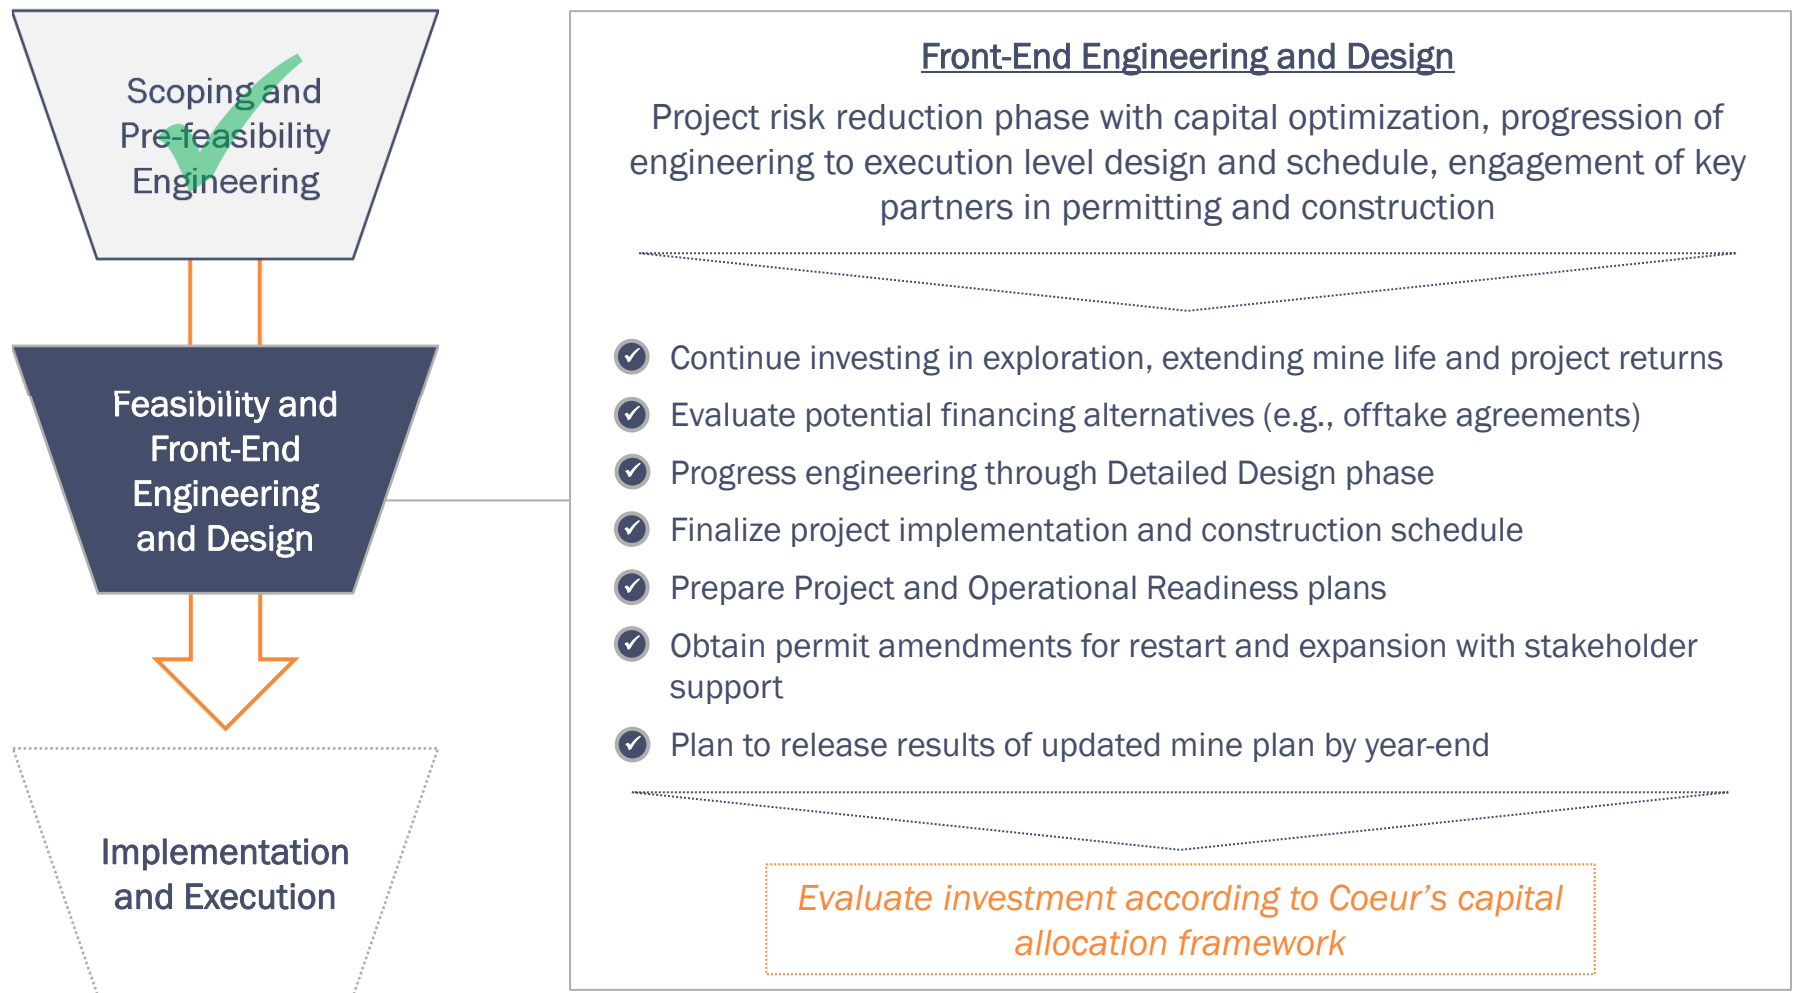 Scoping and
Pre-feasibility
Engineering
Feasibility and
Front-End
Engineering
and Design
Implementation
and Execution
Front-End Engineering and Design
Project risk reduction phase with capital optimization, progression of
engineering to execution level design and schedule, engagement of key
partners in permitting and construction
Continue investing in exploration, extending mine life and project returns
Evaluate potential financing alternatives (e.g., offtake agreements)
Progress engineering through Detailed Design phase
Finalize project implementation and construction schedule
Prepare Project and Operational Readiness plans
Obtain permit amendments for restart and expansion with stakeholder
support
Plan to release results of updated mine plan by year-end
Evaluate investment according to Coeur’s capital
allocation framework